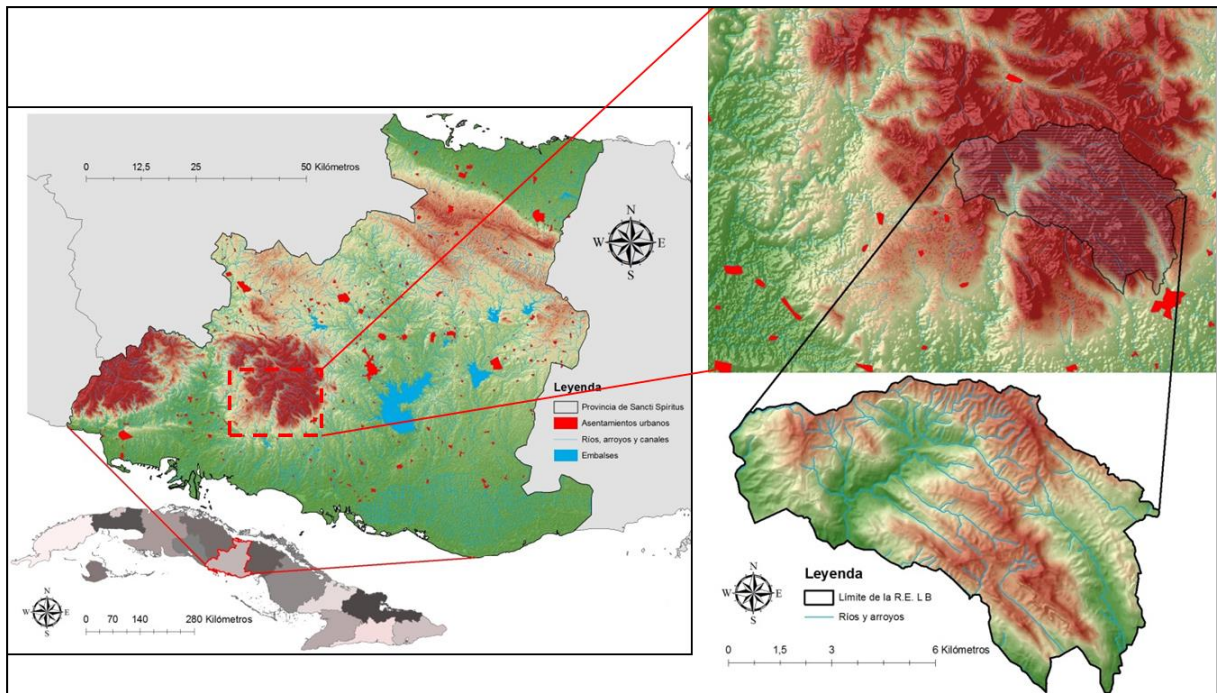 0 12,5 25 50 Kilómetros
N
W E
S
Leyenda
Provincia de Sancti Spíritus
Asentamientos urbanos
Ríos, arroyos y canales
Embalses
N
W E
S
0 70 140 280 Kilómetros
N
W E
S
Leyenda
Límite de la R.E. L B
Ríos y arroyos
0 1,5 3 6 Kilómetros